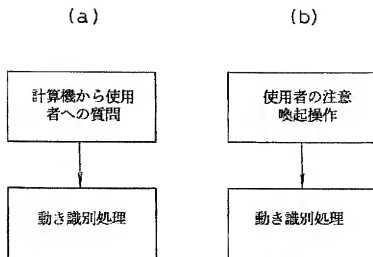 (a)
計算機から使用
者への質問
動き識別処理
(b)
使用者の注意
喚起操作
動き識別処理